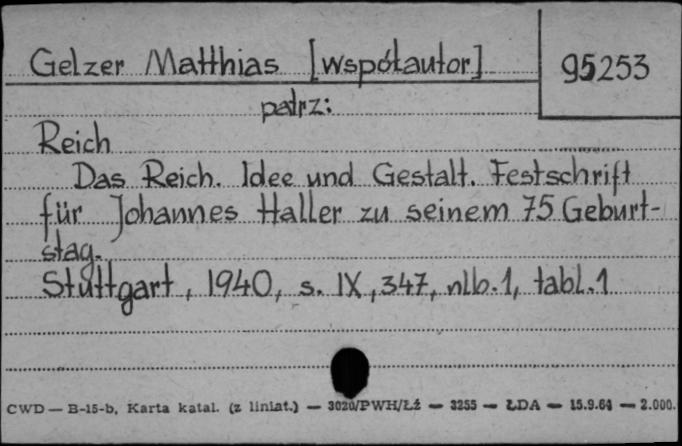 Gelzer Matthias [współautor]
95253
patrz:
Reich
Das Reich. Idee und Gestalt. Festschrift
für Johannes Haller zu seinem 75 Geburt-
stag.
Stuttgart, 1940, s. IX, 347, nlb. 1, tabl. 1
CWD — B-15-b, Karta katal. (z liniat.) — 3020/PWH/Łź — 3255 — ŁDA — 15.9.64 — 2.000.